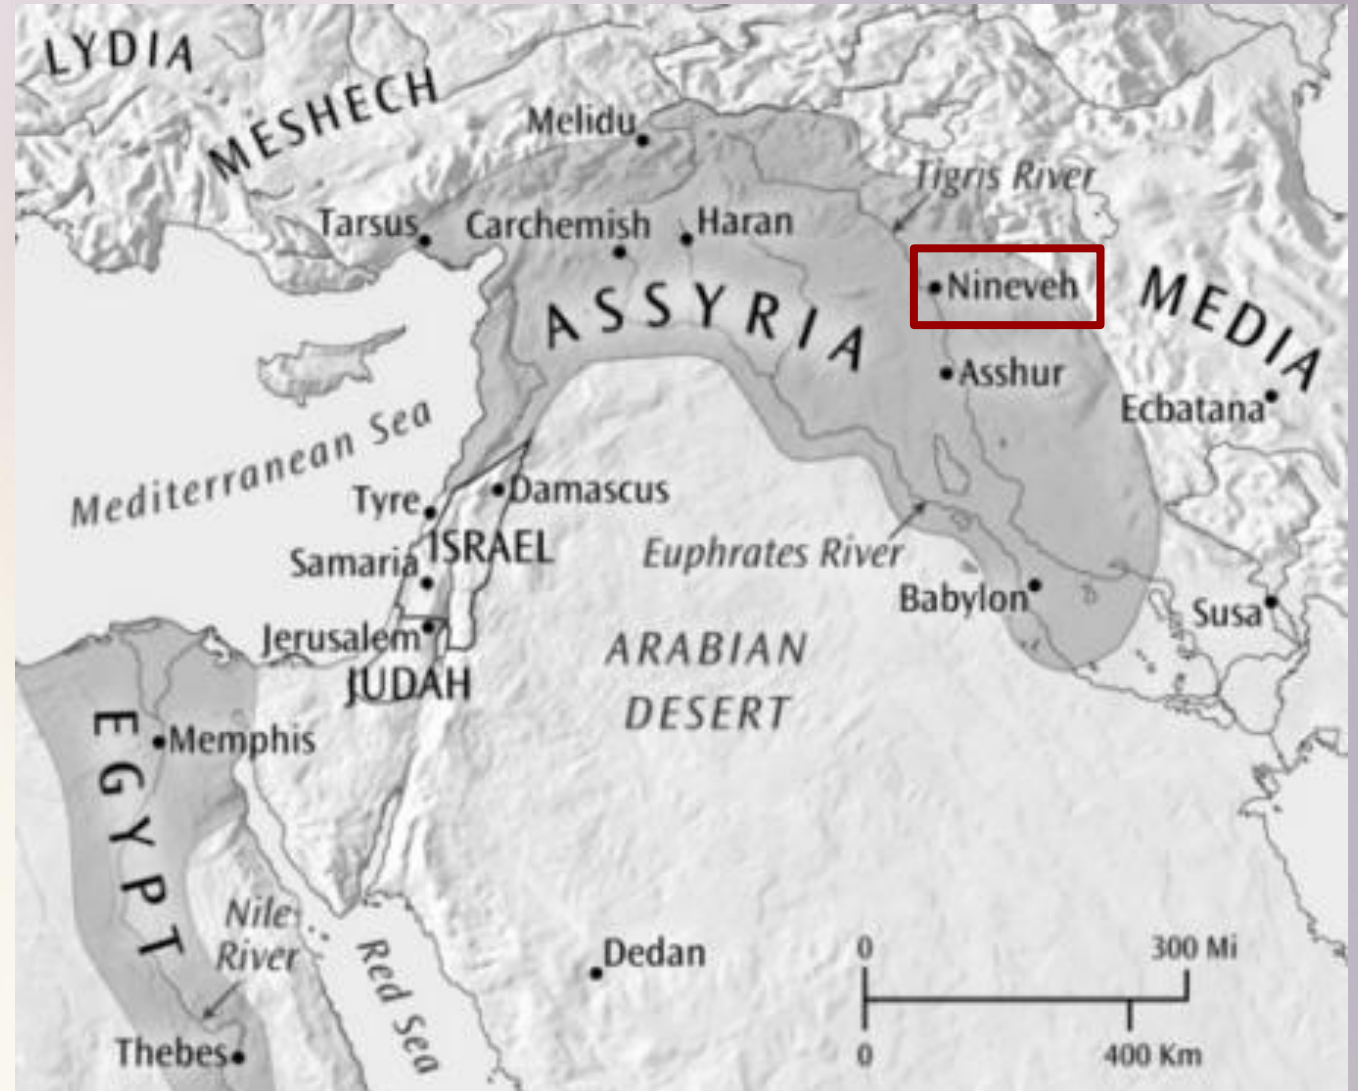 LYDIA
MESHECH
Melidu
Tigris River
Tarsus
Carchemish
Haran
Nineveh
ASSYRIA
MEDIA
Asshur
Ecbatana
Mediterranean Sea
Tyre
Damascus
ISRAEL
Euphrates River
Samaria
Babylon
Susa
Jerusalem
ARABIAN
DESERT
JUDAH
EGYPT
Memphis
Nile
River
Red Sea
Dedan
0
300 Mi
Thebes
0
400 Km